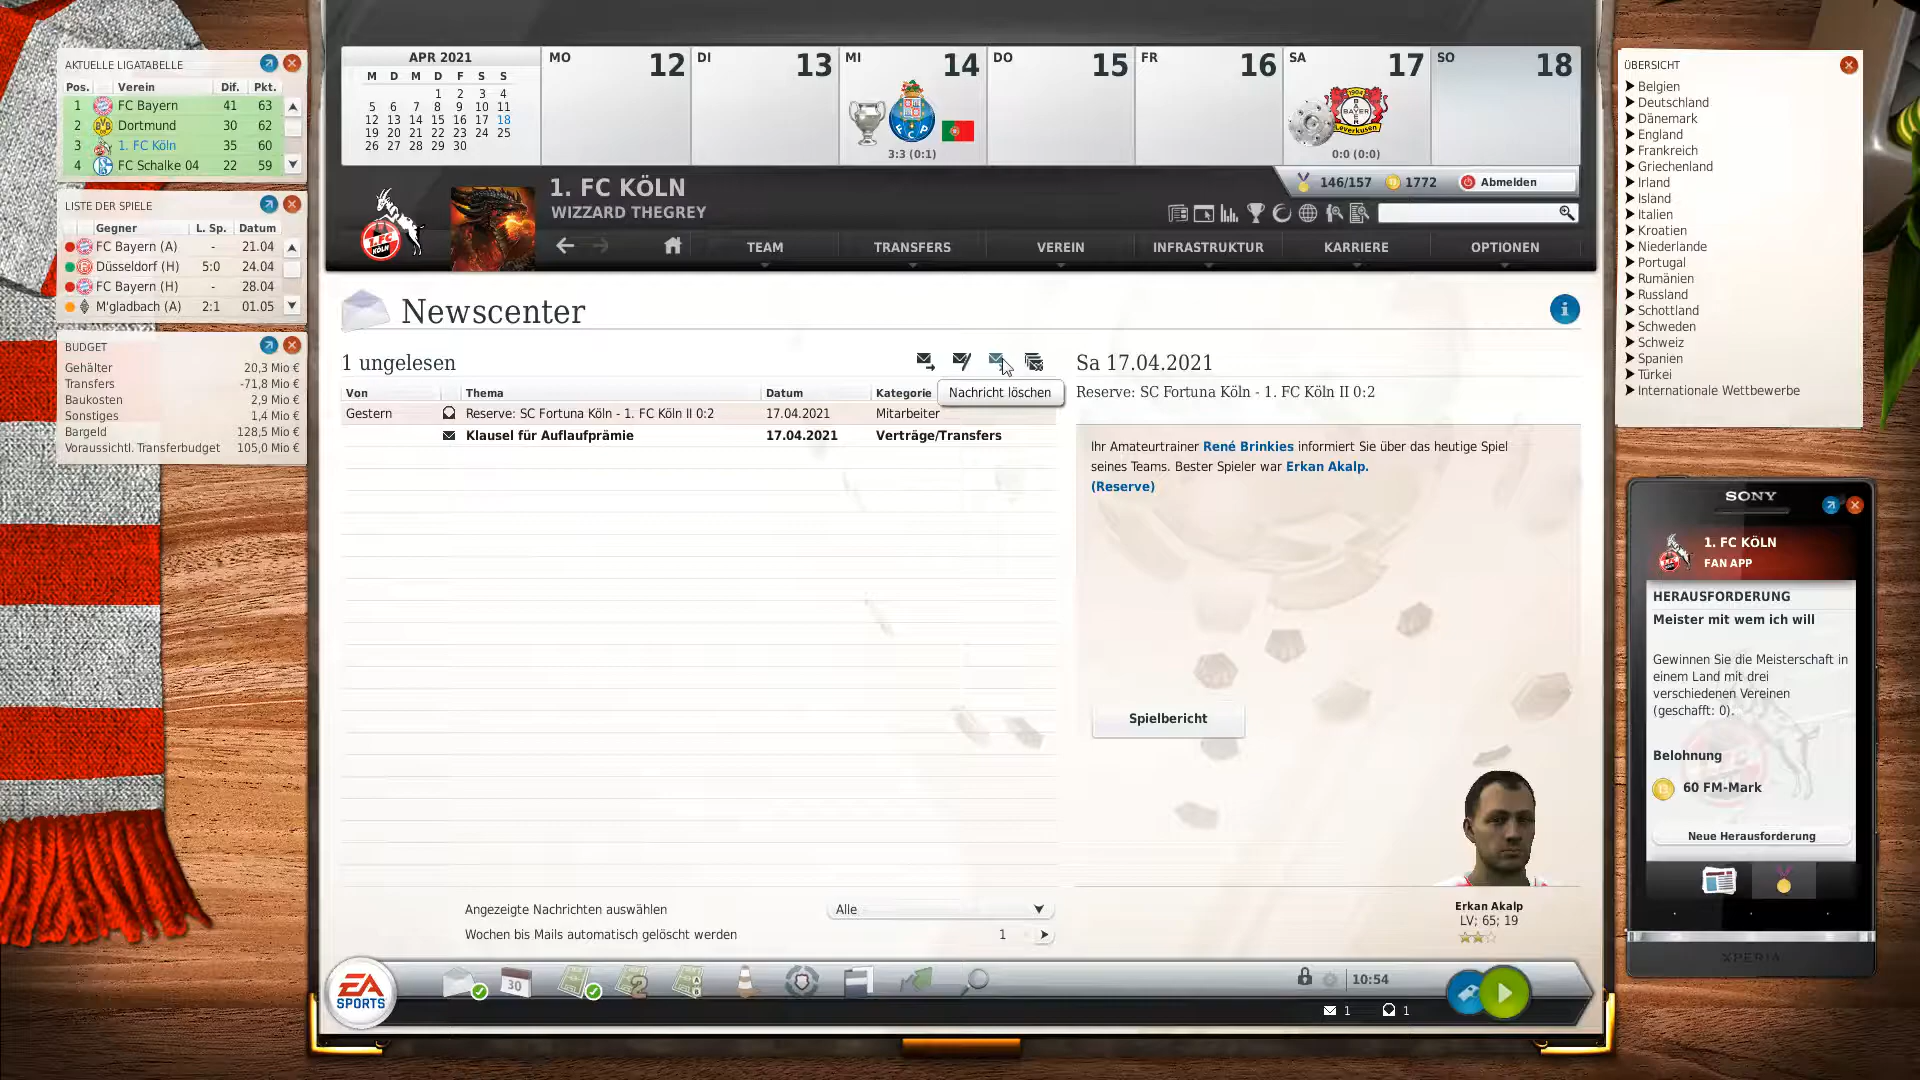 AKTUELLE LIGATABELLE
Pos. Verein Dif. Pkt.
1 FC Bayern 41 63
2 Dortmund 30 62
3 1. FC Köln 35 60
4 FC Schalke 04 22 59
LISTE DER SPIELE
Gegner L. Sp. Datum
FC Bayern (A) - 21.04
Düsseldorf (H) 5:0 24.04
FC Bayern (H) - 28.04
M'gladbach (A) 2:1 01.05
BUDGET
Gehälter 20,3 Mio €
Transfers -71,8 Mio €
Baukosten 2,9 Mio €
Sonstiges 1,4 Mio €
Bargeld 128,5 Mio €
Voraussichtl. Transferbudget 105,0 Mio €
APR 2021
M D M D F S S
1 2 3 4
5 6 7 8 9 10 11
12 13 14 15 16 17 18
19 20 21 22 23 24 25
26 27 28 29 30
MO 12
DI 13
MI 14
3:3 (0:1)
DO 15
FR 16
SA 17
0:0 (0:0)
SO 18
1. FC KÖLN
WIZZARD THEGREY
146/157 1772 Abmelden
TEAM TRANSFERS VEREIN INFRASTRUKTUR KARRIERE OPTIONEN
Newscenter
1 ungelesen
Nachricht löschen
Von Thema Datum Kategorie
Gestern Reserve: SC Fortuna Köln - 1. FC Köln II 0:2 17.04.2021 Mitarbeiter
Klausel für Auflaufprämie 17.04.2021 Verträge/Transfers
Angezeigte Nachrichten auswählen Alle
Wochen bis Mails automatisch gelöscht werden 1
Sa 17.04.2021
Reserve: SC Fortuna Köln - 1. FC Köln II 0:2
Ihr Amateurtrainer René Brinkies informiert Sie über das heutige Spiel
seines Teams. Bester Spieler war Erkan Akalp.
(Reserve)
Spielbericht
Erkan Akalp
LV; 65; 19
EA
SPORTS
30
2
10:54
1 1
ÜBERSICHT
Belgien
Deutschland
Dänemark
England
Frankreich
Griechenland
Irland
Island
Italien
Kroatien
Niederlande
Portugal
Rumänien
Russland
Schottland
Schweden
Schweiz
Spanien
Türkei
Internationale Wettbewerbe
SONY
1. FC KÖLN
FAN APP
HERAUSFORDERUNG
Meister mit wem ich will
Gewinnen Sie die Meisterschaft in
einem Land mit drei
verschiedenen Vereinen
(geschafft: 0).
Belohnung
60 FM-Mark
Neue Herausforderung
XPERIA